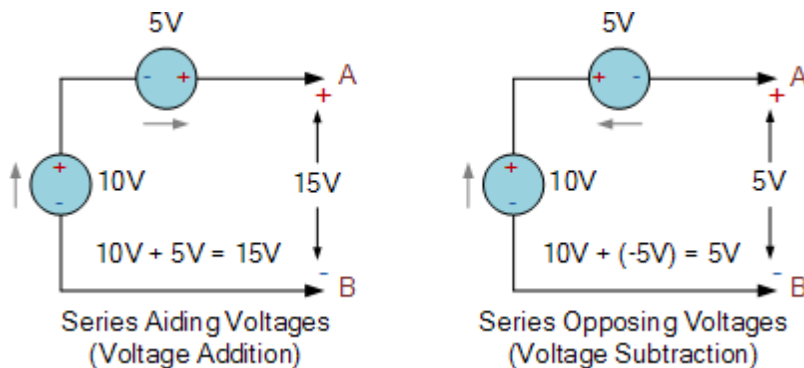 5V
- +
A
+
+
10V
-
15V
10V + 5V = 15V
-
B
Series Aiding Voltages
(Voltage Addition)
5V
+ -
A
+
+
10V
-
5V
10V + (-5V) = 5V
-
B
Series Opposing Voltages
(Voltage Subtraction)